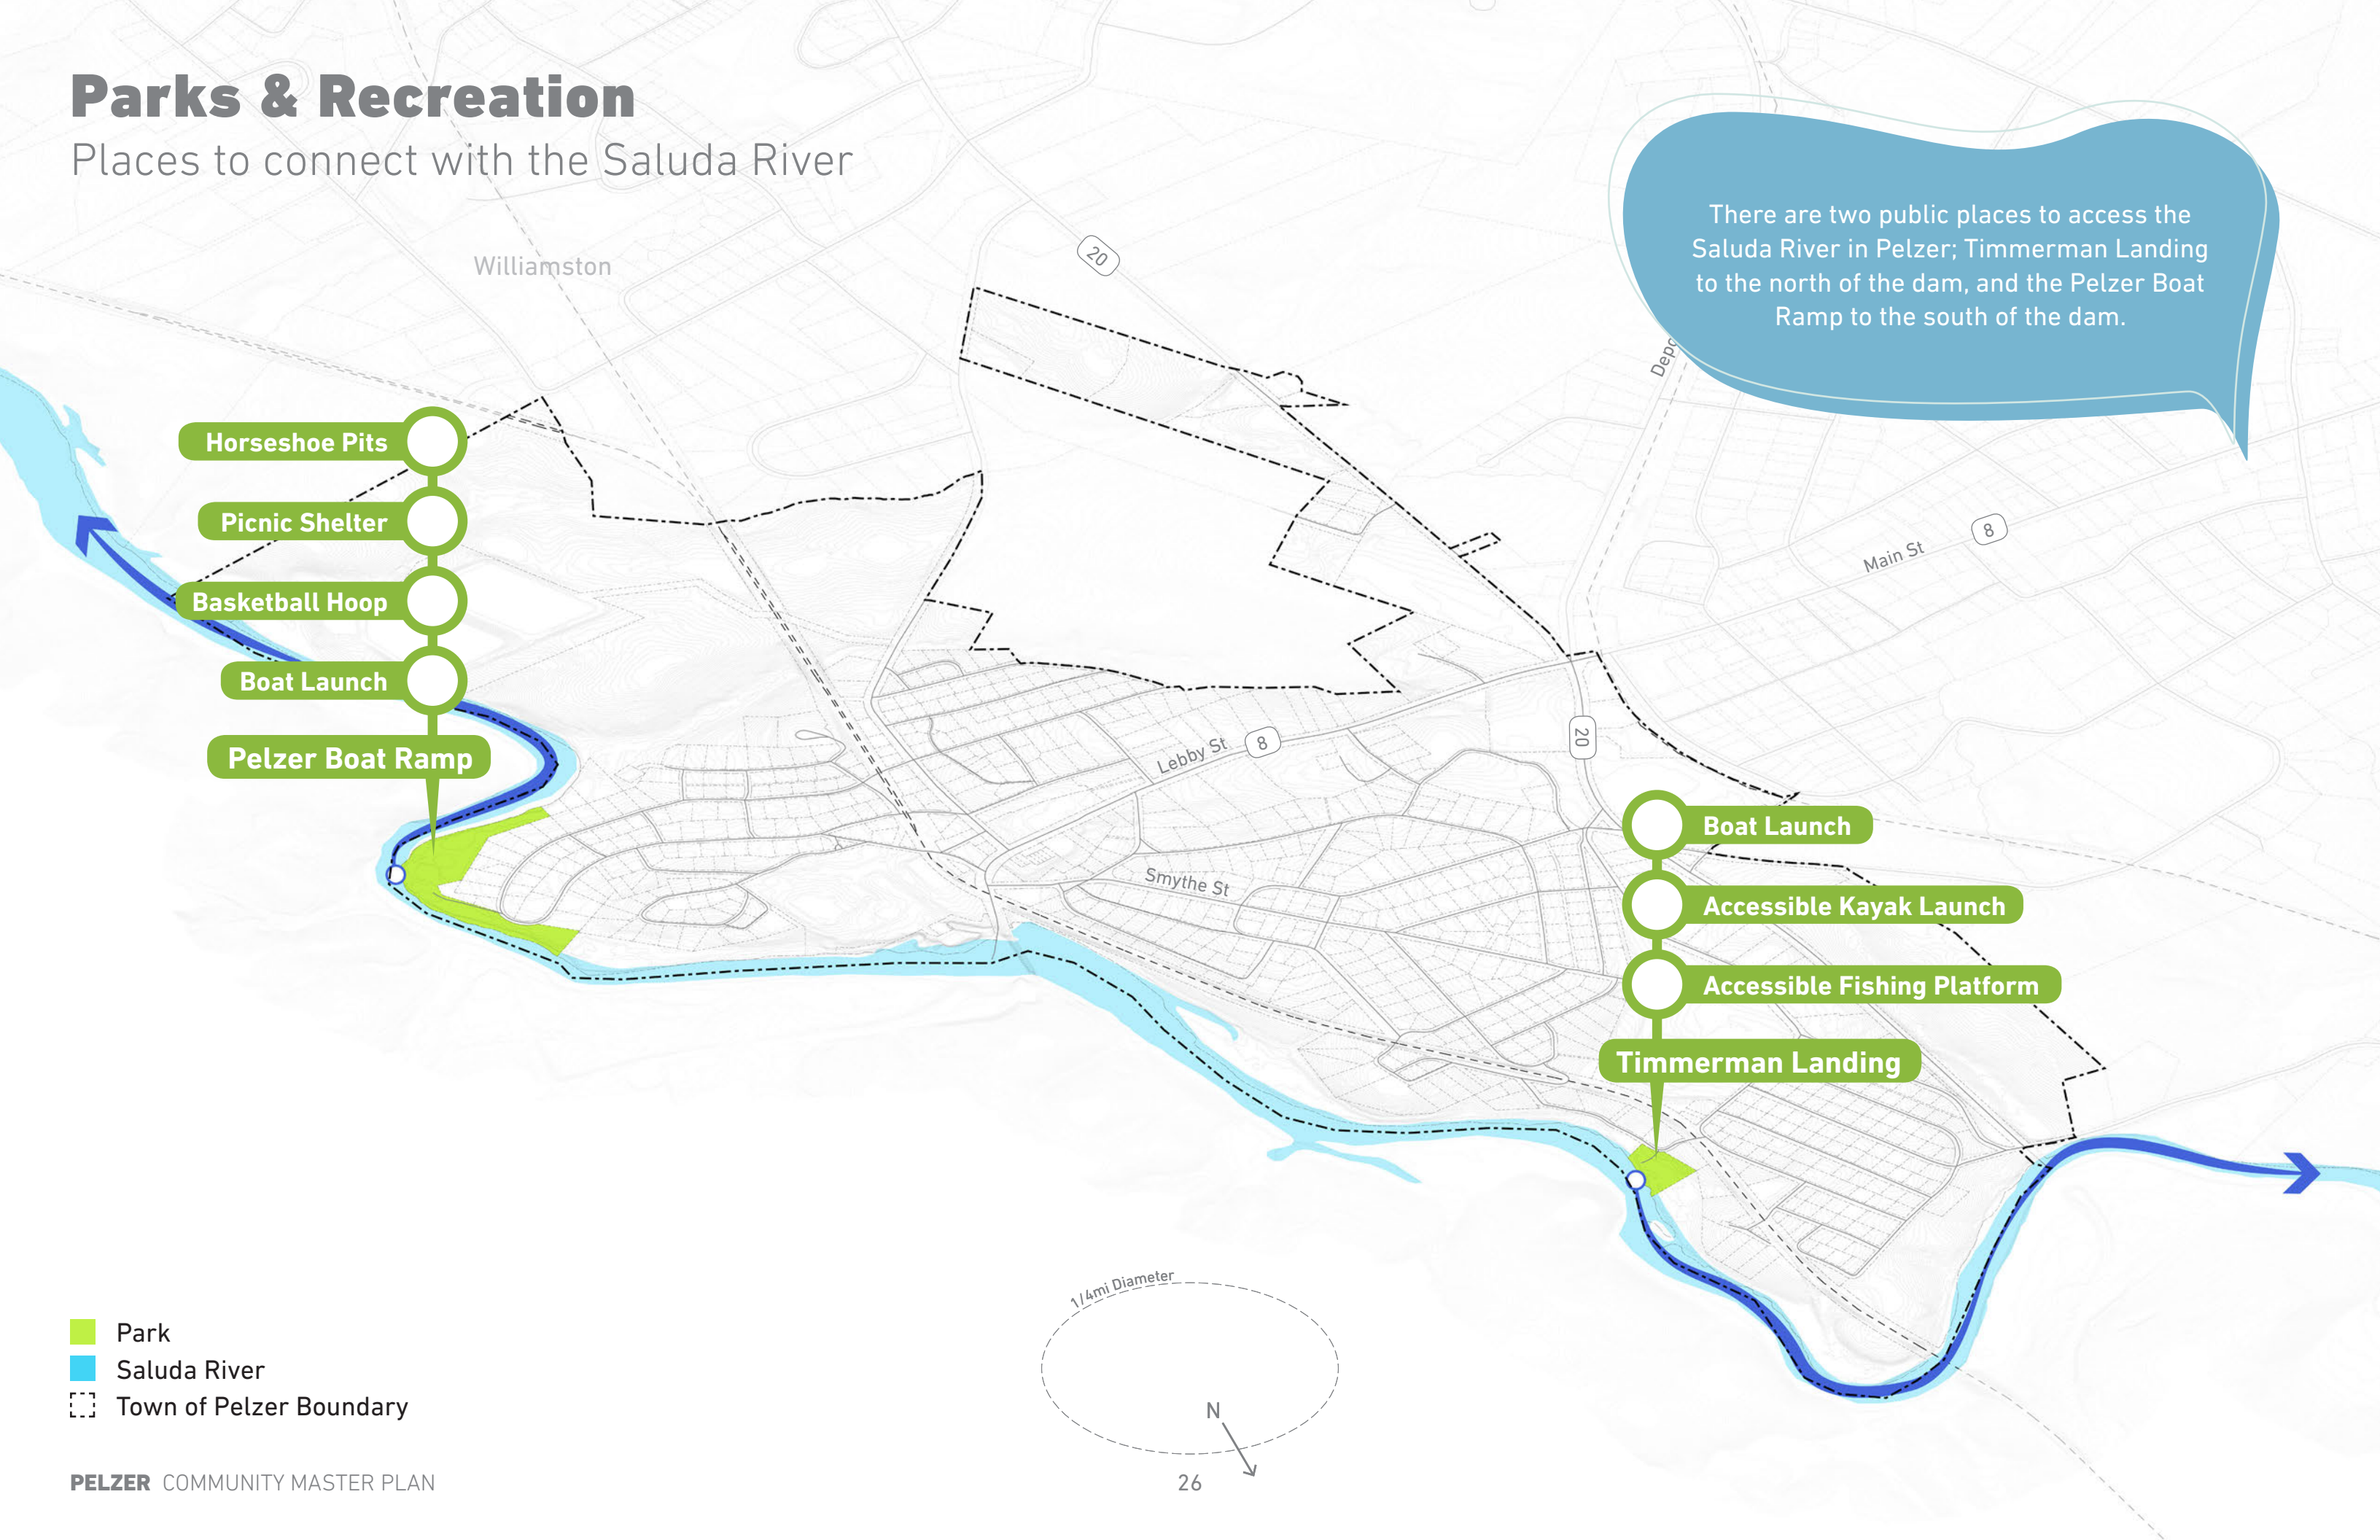 Parks & Recreation
Places to connect with the Saluda River
There are two public places to access the
Saluda River in Pelzer; Timmerman Landing
to the north of the dam, and the Pelzer Boat
Ramp to the south of the dam.
Williamston
20
8
Main St
Horseshoe Pits
Picnic Shelter
Basketball Hoop
Boat Launch
Pelzer Boat Ramp
Lebby St
8
20
Smythe St
Boat Launch
Accessible Kayak Launch
Accessible Fishing Platform
Timmerman Landing
1/4mi Diameter
N
Park
Saluda River
Town of Pelzer Boundary
PELZER COMMUNITY MASTER PLAN
26